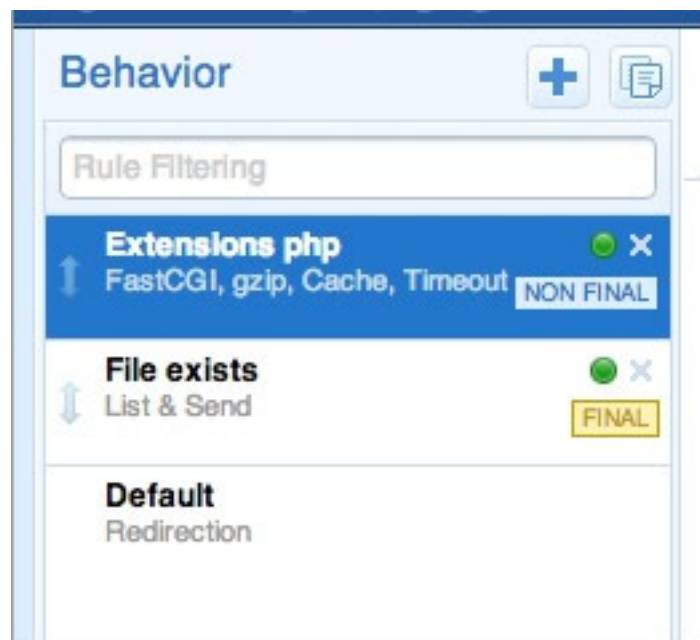 Behavior
Rule Filtering
Extensions php
FastCGI, gzip, Cache, Timeout
NON FINAL
File exists
List & Send
FINAL
Default
Redirection